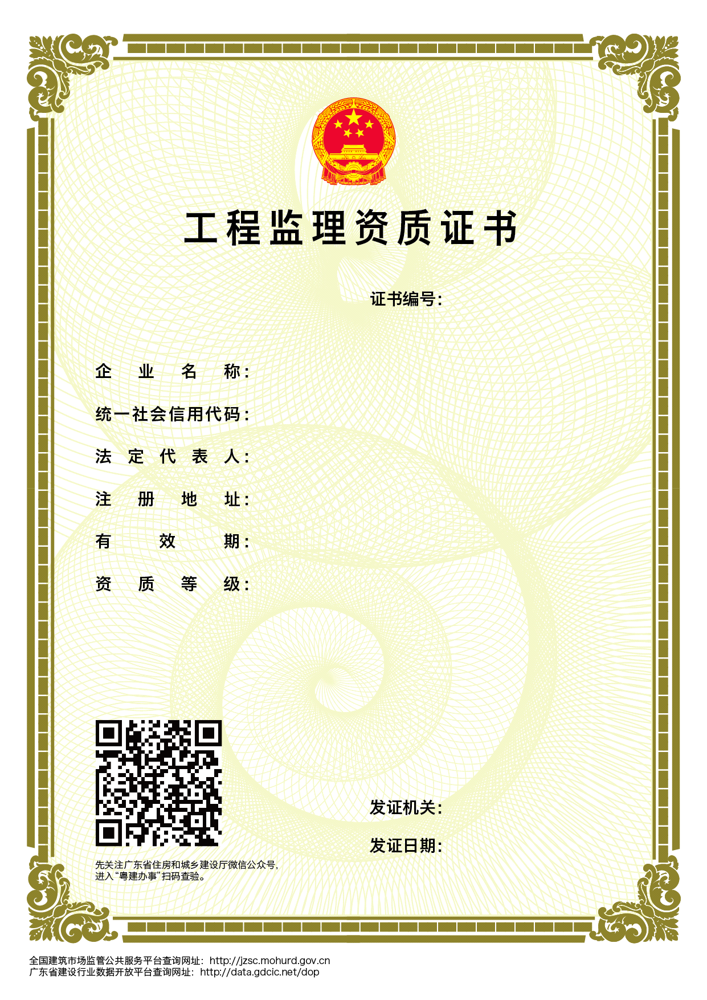 工程监理资质证书
证书编号：
企业名称：
统一社会信用代码：
法定代表人：
注册地址：
有效期：
资质等级：
发证机关：
发证日期：
先关注广东省住房和城乡建设厅微信公众号，
进入“粤建办事”扫码查验。
全国建筑市场监管公共服务平台查询网址：http://jzsc.mohurd.gov.cn
广东省建设行业数据开放平台查询网址：http://data.gdcic.net/dop